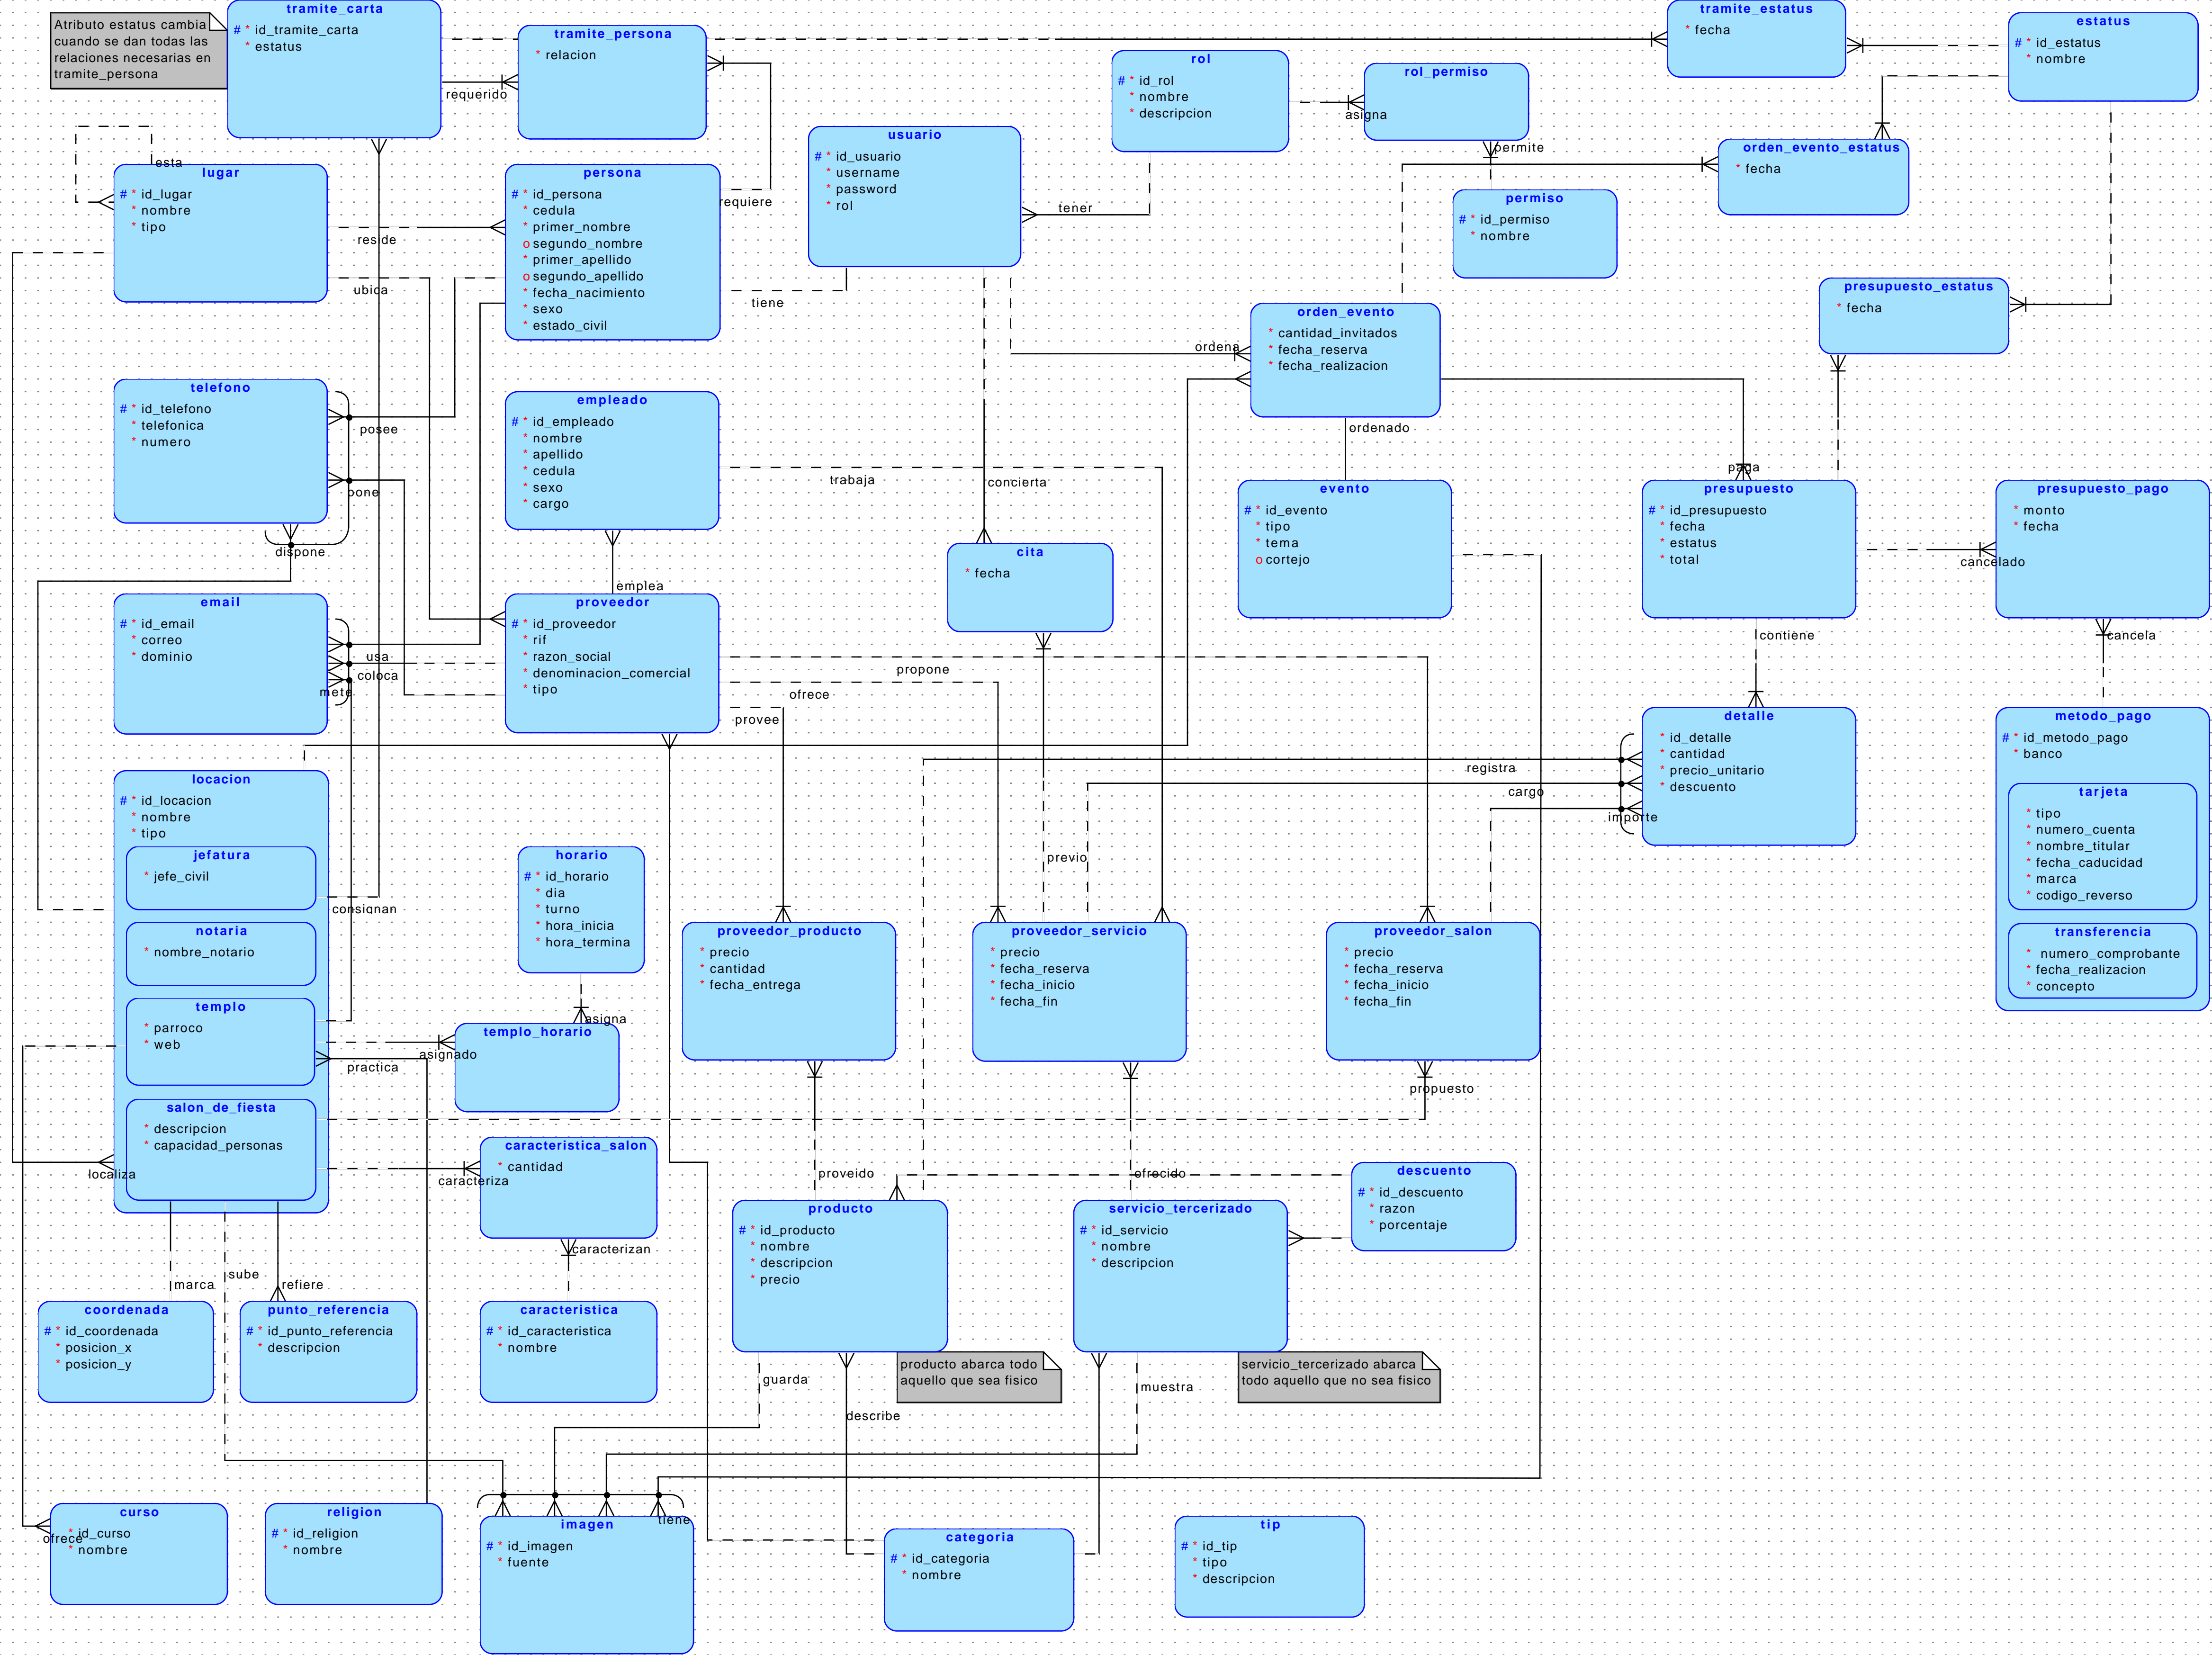 Atributo estatus cambia
cuando se dan todas las
relaciones necesarias en
tramite_persona
tramite_carta
# * id_tramite_carta
* estatus
tramite_persona
* relacion
requerido
requiere
tramite_estatus
* fecha
estatus
# * id_estatus
* nombre
rol
# * id_rol
* nombre
* descripcion
rol_permiso
asigna
permite
orden_evento_estatus
* fecha
usuario
# * id_usuario
* username
* password
* rol
tener
permiso
# * id_permiso
* nombre
esta
lugar
# * id_lugar
* nombre
* tipo
reside
ubica
persona
# * id_persona
* cedula
* primer_nombre
o segundo_nombre
* primer_apellido
o segundo_apellido
* fecha_nacimiento
* sexo
* estado_civil
tiene
presupuesto_estatus
* fecha
orden_evento
* cantidad_invitados
* fecha_reserva
* fecha_realizacion
ordena
ordenado
telefono
# * id_telefono
* telefonica
* numero
posee
pone
dispone
empleado
# * id_empleado
* nombre
* apellido
* cedula
* sexo
* cargo
trabaja
concierta
emplea
evento
# * id_evento
* tipo
* tema
o cortejo
paga
presupuesto
# * id_presupuesto
* fecha
* estatus
* total
presupuesto_pago
* monto
* fecha
cancelado
cita
* fecha
contiene
cancela
email
# * id_email
* correo
* dominio
usa
coloca
mete
proveedor
# * id_proveedor
* rif
* razon_social
* denominacion_comercial
* tipo
propone
ofrece
provee
detalle
* id_detalle
* cantidad
* precio_unitario
* descuento
registra
cargo
importe
metodo_pago
# * id_metodo_pago
* banco
tarjeta
* tipo
* numero_cuenta
* nombre_titular
* fecha_caducidad
* marca
* codigo_reverso
transferencia
* numero_comprobante
* fecha_realizacion
* concepto
locacion
# * id_locacion
* nombre
* tipo
jefatura
* jefe_civil
consignan
notaria
* nombre_notario
templo
* parroco
* web
salon_de_fiesta
* descripcion
* capacidad_personas
localiza
horario
# * id_horario
* dia
* turno
* hora_inicia
* hora_termina
asigna
templo_horario
asignado
practica
previo
proveedor_producto
* precio
* cantidad
* fecha_entrega
proveedor_servicio
* precio
* fecha_reserva
* fecha_inicio
* fecha_fin
proveedor_salon
* precio
* fecha_reserva
* fecha_inicio
* fecha_fin
propuesto
caracteristica_salon
* cantidad
caracteriza
caracterizan
proveido
ofrecido
descuento
# * id_descuento
* razon
* porcentaje
producto
# * id_producto
* nombre
* descripcion
* precio
servicio_tercerizado
# * id_servicio
* nombre
* descripcion
marca
sube
refiere
coordenada
# * id_coordenada
* posicion_x
* posicion_y
punto_referencia
# * id_punto_referencia
* descripcion
caracteristica
# * id_caracteristica
* nombre
guarda
describe
producto abarca todo
aquello que sea fisico
muestra
servicio_tercerizado abarca
todo aquello que no sea fisico
curso
* id_curso
* nombre
ofrece
religion
# * id_religion
* nombre
tiene
imagen
# * id_imagen
* fuente
categoria
# * id_categoria
* nombre
tip
# * id_tip
* tipo
* descripcion